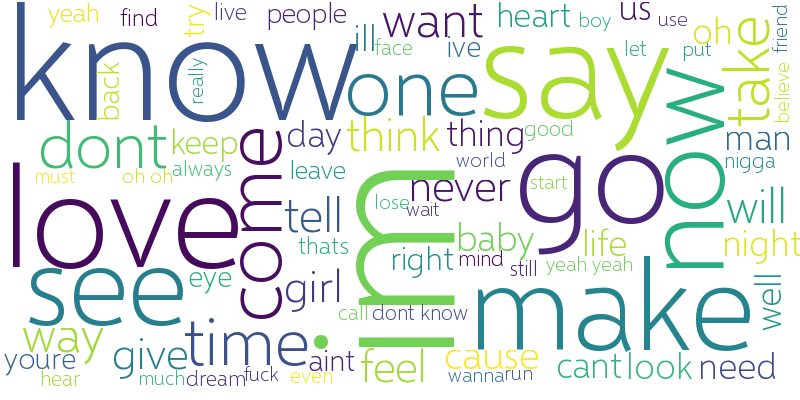 yeah find try live people want heart boy us use friend
know ill face ive one say let oh put take believe
back really
dont keep day think thing good now man
always come world nigga
must oh oh leave im never go start will
love tell lose wait
thats right baby life night
see eye girl mind still yeah yeah
call dont know make well
way time
youre give aint feel cause cant look need
hear much dream fuck even wanna run